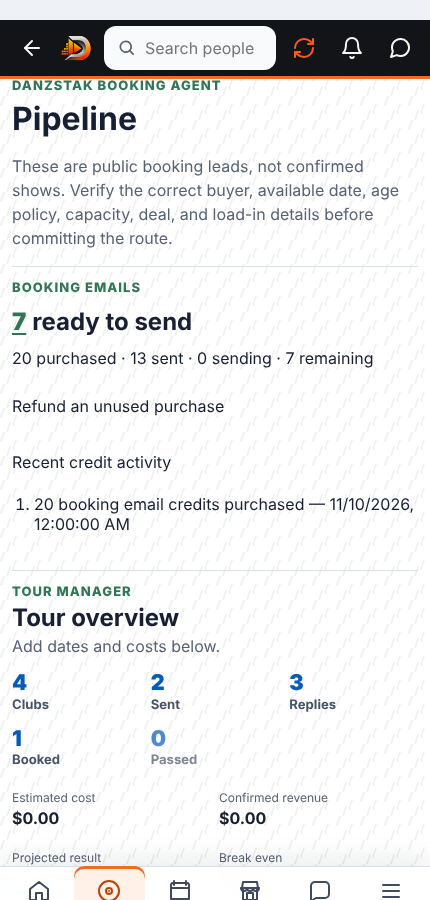 Search people
DANZSTAK BOOKING AGENT
Pipeline
These are public booking leads, not confirmed
shows. Verify the correct buyer, available date, age
policy, capacity, deal, and load-in details before
committing the route.
BOOKING EMAILS
7 ready to send
20 purchased · 13 sent · 0 sending · 7 remaining
Refund an unused purchase
Recent credit activity
1. 20 booking email credits purchased — 11/10/2026,
12:00:00 AM
TOUR MANAGER
Tour overview
Add dates and costs below.
4 2 3
Clubs Sent Replies
1 0
Booked Passed
Estimated cost Confirmed revenue
$0.00 $0.00
Projected result Break even